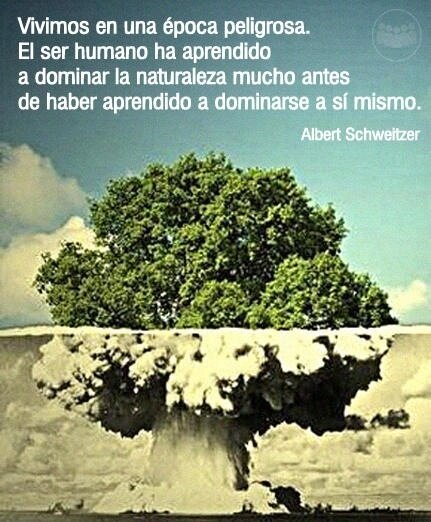 Vivimos en una época peligrosa.
El ser humano ha aprendido
a dominar la naturaleza mucho antes
de haber aprendido a dominarse a sí mismo.
Albert Schweitzer